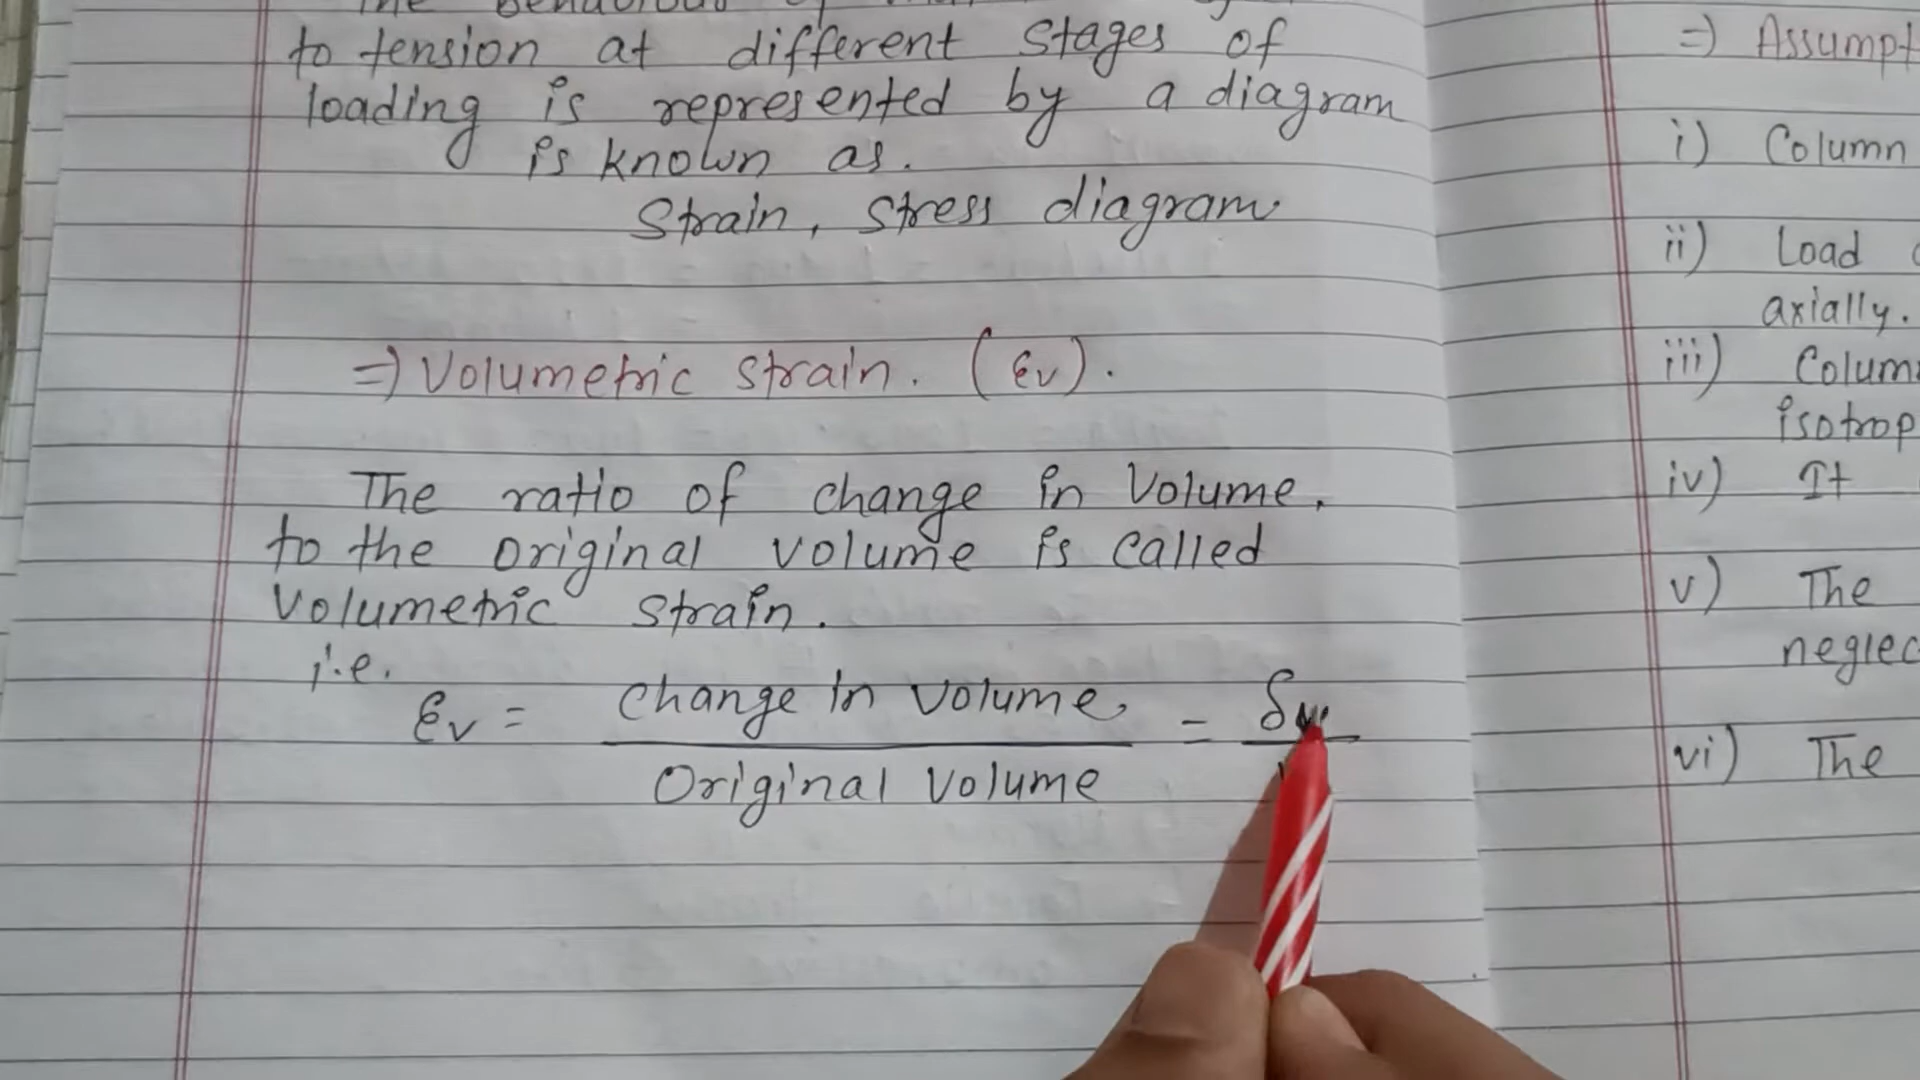 to tension at different stages of
loading is represented by a diagram
is known as.
Strain, stress diagram
=) Volumetric strain. (εv).
The ratio of change in Volume.
to the original volume is called
Volumetric strain.
i.e.
εv = Change in volume. = δv
Original volume
=) Assumpt
i) Column
ii) Load
axially.
iii) Colum
isotrop
iv) It
v) The
neglec
vi) The